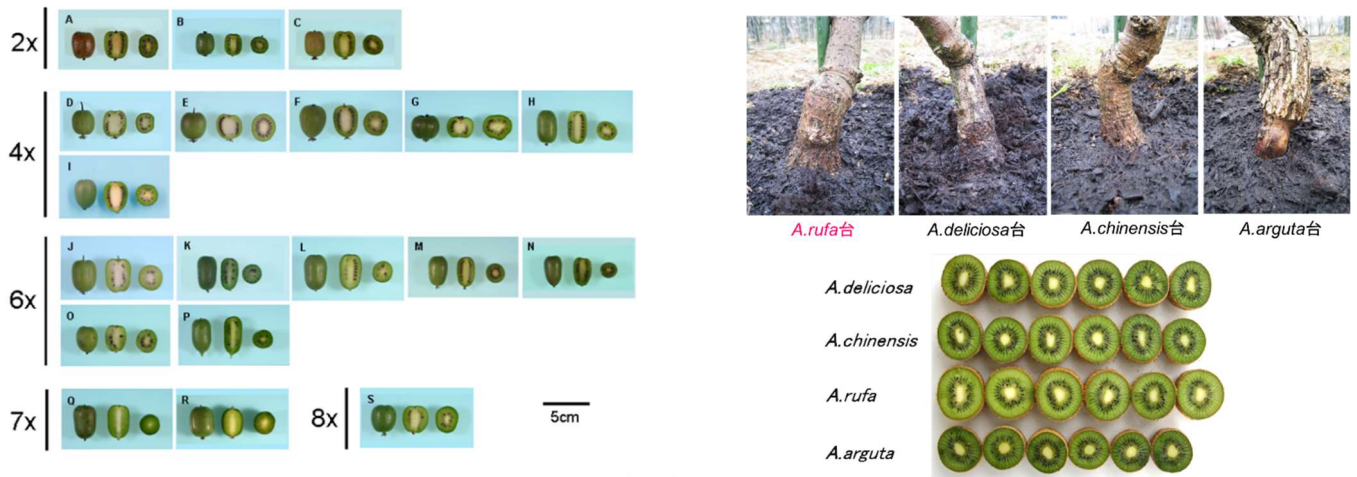 2x
A
B
C
4x
D
E
F
G
H
I
6x
J
K
L
M
N
O
P
7x
Q
R
8x
S
5cm
A.rufa台
A.deliciosa台
A.chinensis台
A.arguta台
A.deliciosa
A.chinensis
A.rufa
A.arguta